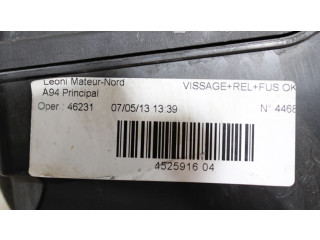 Leoni Mateur-Nord
A94 Principal
VISSAGE+REL+FUS OK
Oper : 46231 07/05/13 13:39 N° 4468
4525916 04